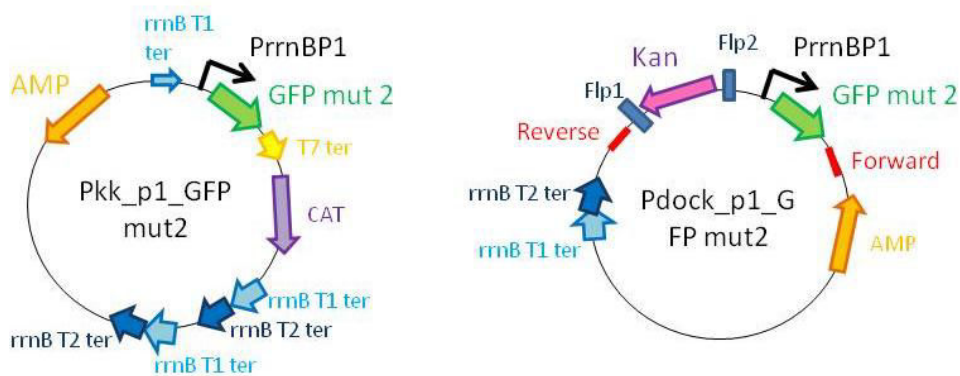 rrnB T1
ter
PrrnBP1
AMP
GFP mut 2
T7 ter
Pkk_p1_GFP
mut2
CAT
rrnB T1 ter
rrnB T2 ter
rrnB T2 ter
rrnB T1 ter
Flp2
PrrnBP1
Kan
Flp1
GFP mut 2
Reverse
Forward
rrnB T2 ter
Pdock_p1_G
FP mut2
rrnB T1 ter
AMP